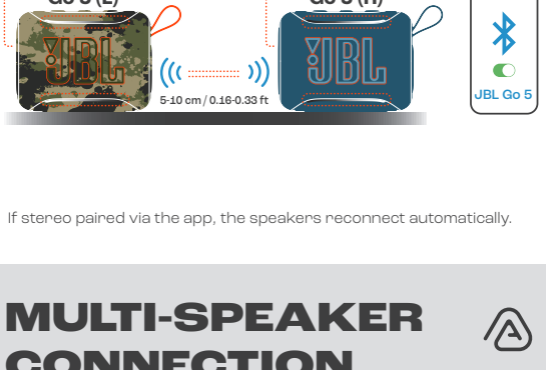 JBL
JBL
5-10 cm / 0.16-0.33 ft
JBL Go 5
If stereo paired via the app, the speakers reconnect automatically.
MULTI-SPEAKER
CONNECTION